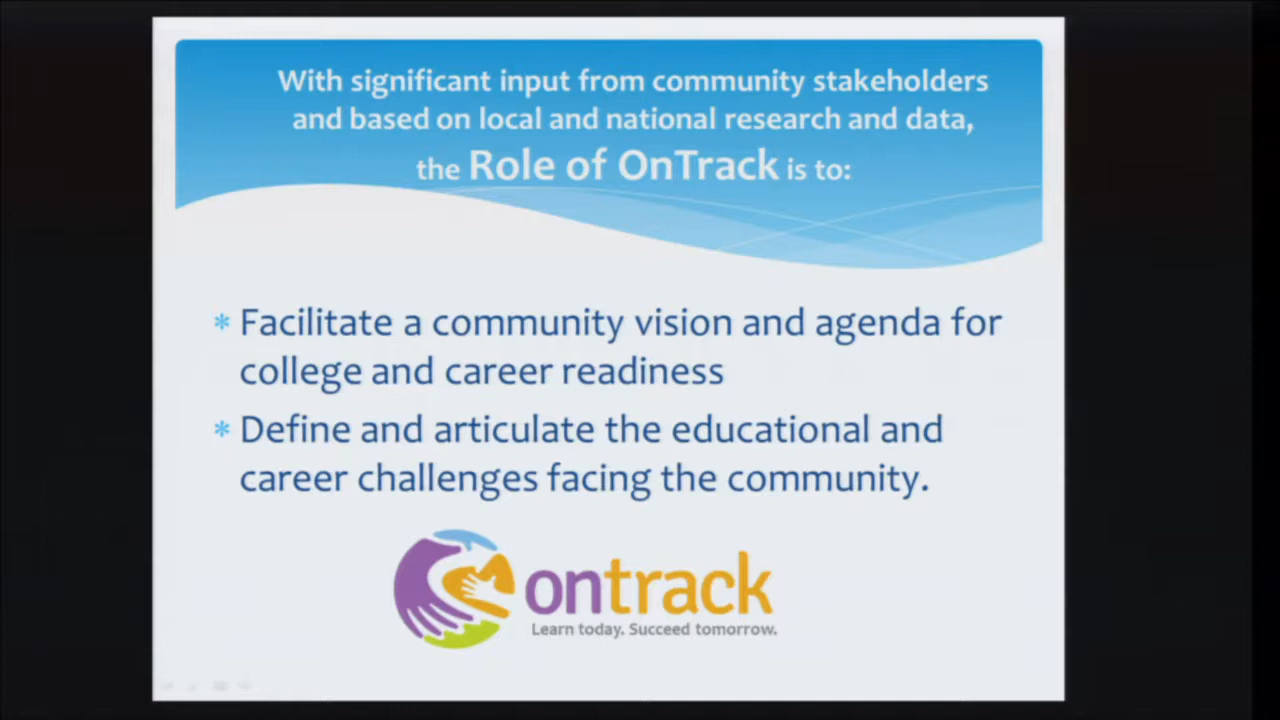 With significant input from community stakeholders
and based on local and national research and data,
the Role of OnTrack is to:
* Facilitate a community vision and agenda for
college and career readiness
* Define and articulate the educational and
career challenges facing the community.
ontrack
Learn today. Succeed tomorrow.